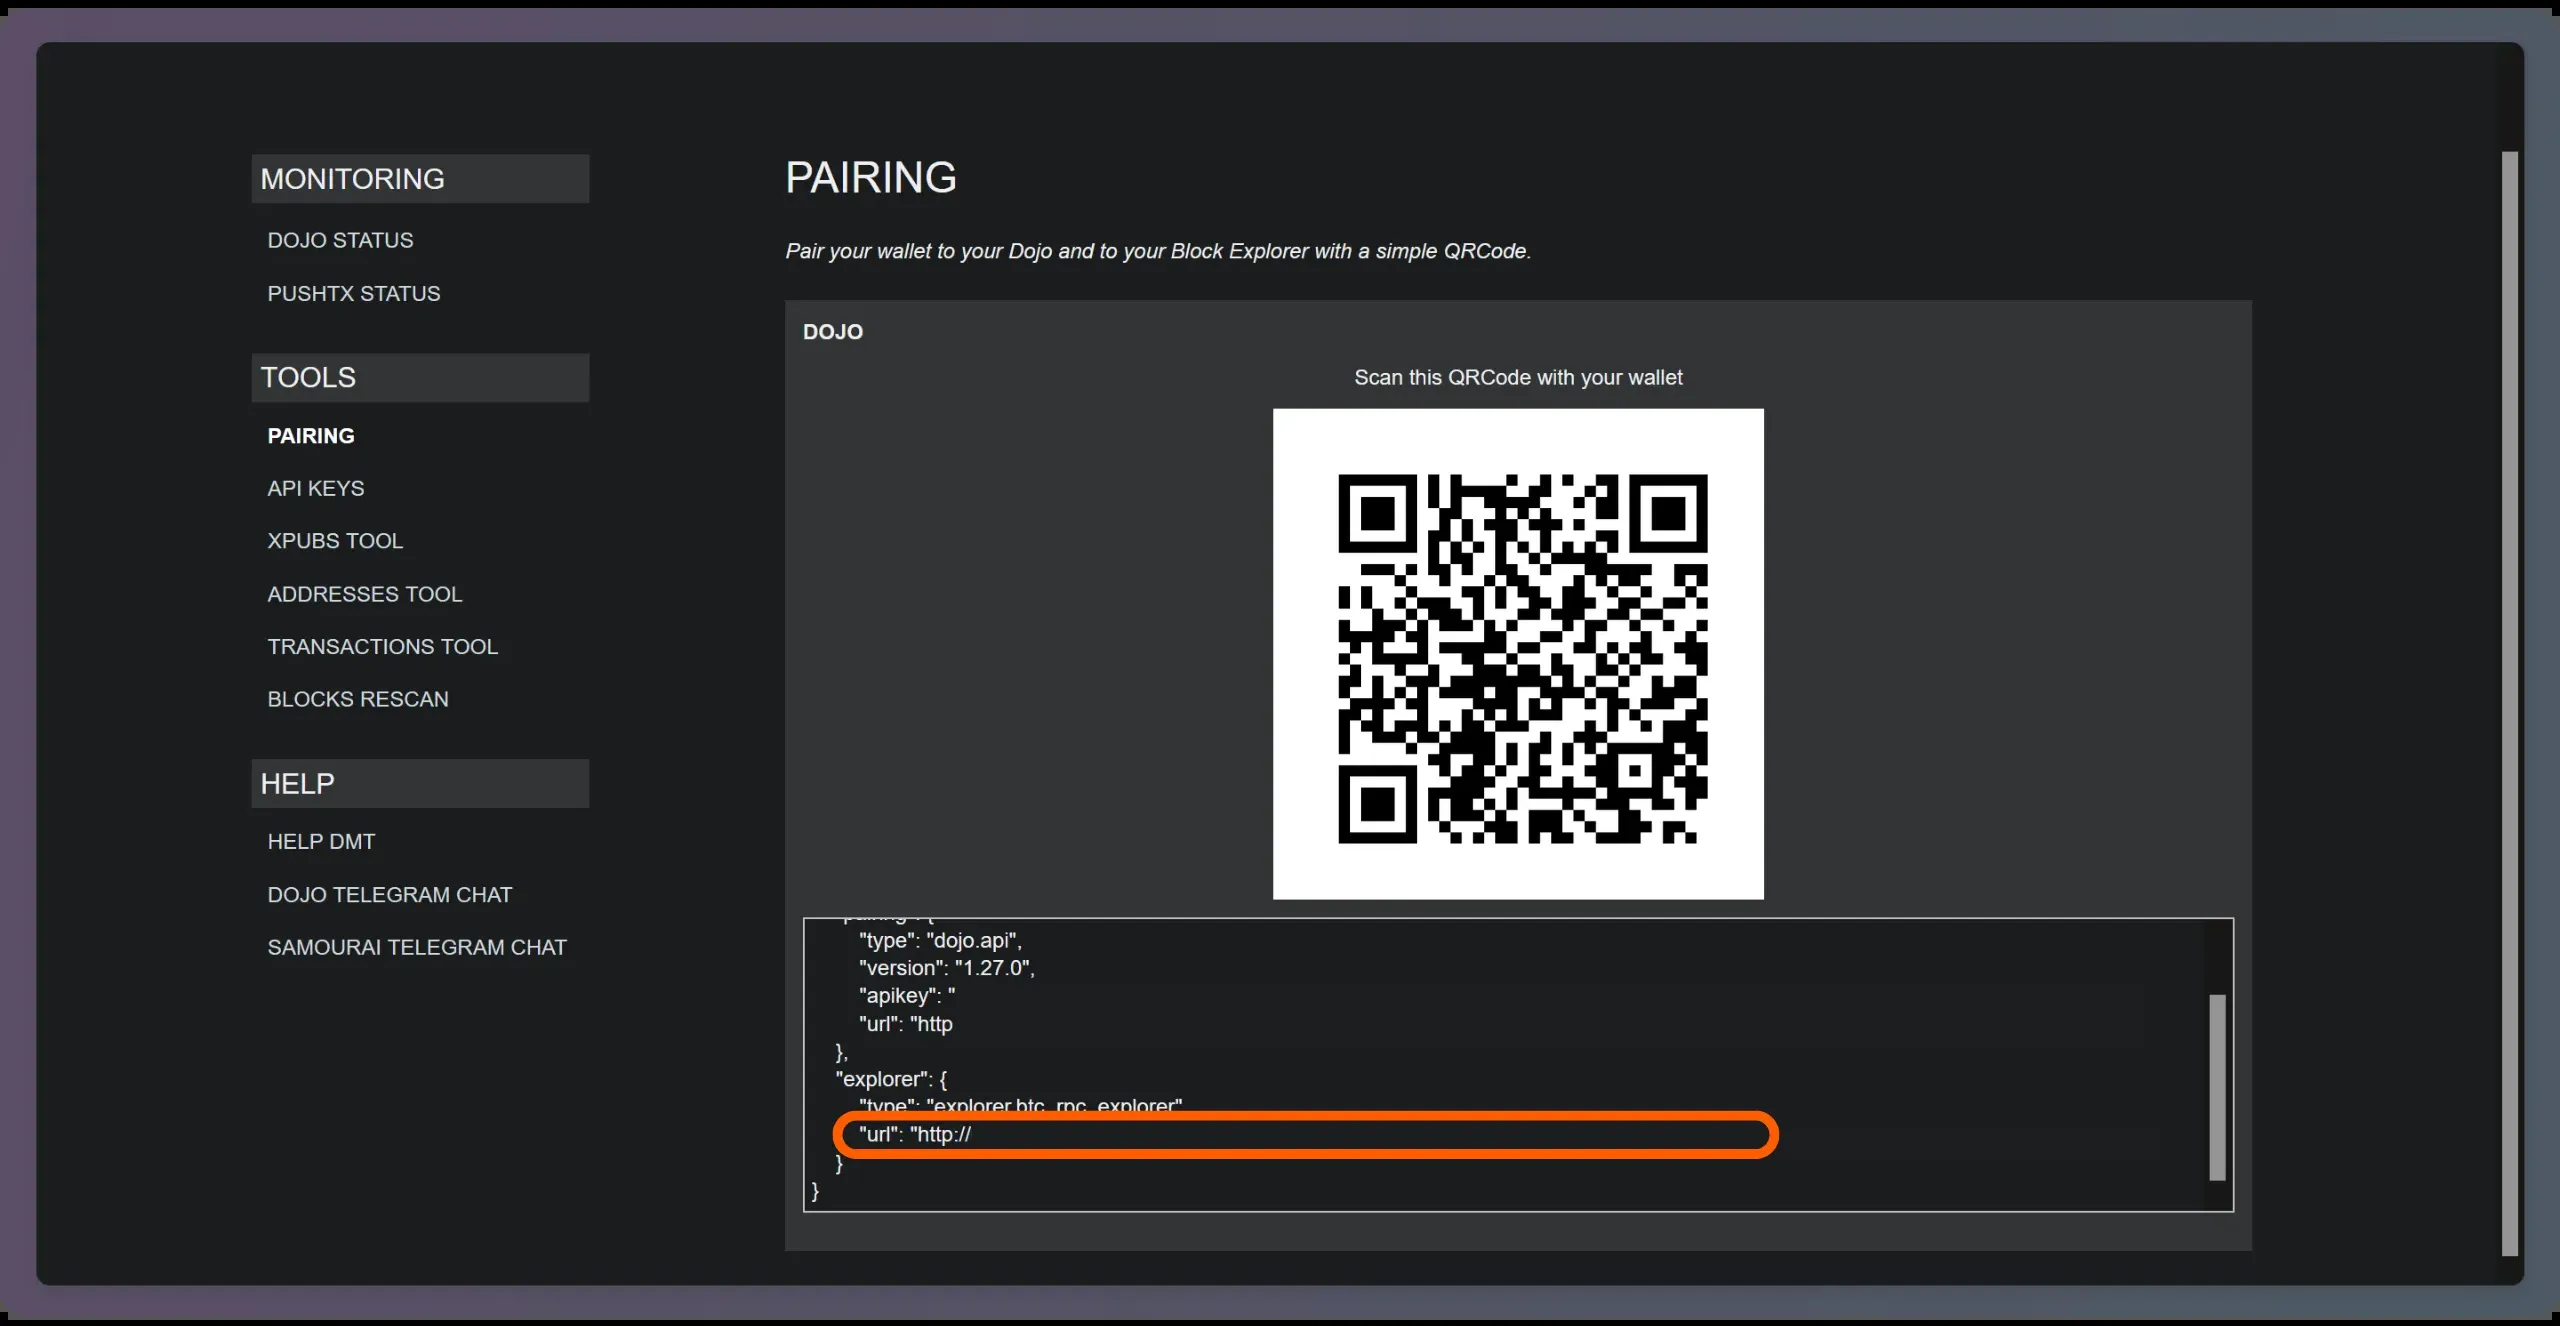 MONITORING
DOJO STATUS
PUSHTX STATUS
TOOLS
PAIRING
API KEYS
XPUBS TOOL
ADDRESSES TOOL
TRANSACTIONS TOOL
BLOCKS RESCAN
HELP
HELP DMT
DOJO TELEGRAM CHAT
SAMOURAI TELEGRAM CHAT
PAIRING
Pair your wallet to your Dojo and to your Block Explorer with a simple QRCode.
DOJO
Scan this QRCode with your wallet
"type": "dojo.api",
"version": "1.27.0",
"apikey": "
"url": "http
},
"explorer": {
"type": "explorer.btc_rpc_explorer"
"url": "http://
}
}